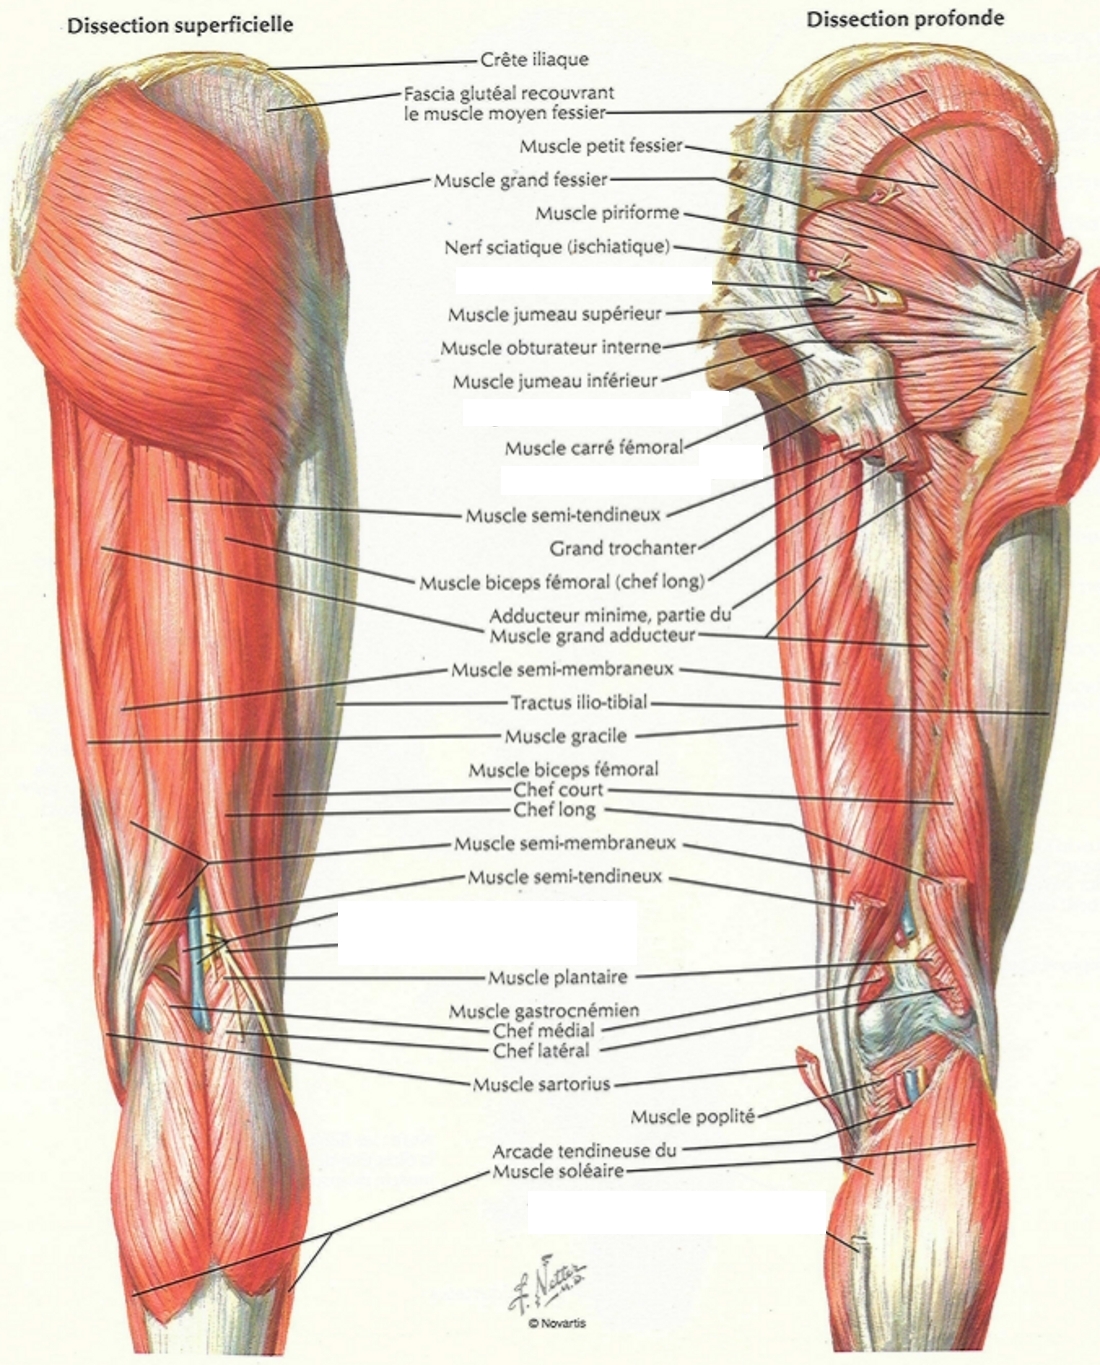 Dissection superficielle
Dissection profonde
Crête iliaque
Fascia glutéal recouvrant
le muscle moyen fessier
Muscle petit fessier
Muscle grand fessier
Muscle piriforme
Nerf sciatique (ischiatique)
Muscle jumeau supérieur
Muscle obturateur interne
Muscle jumeau inférieur
Muscle carré fémoral
Muscle semi-tendineux
Grand trochanter
Muscle biceps fémoral (chef long)
Adducteur minime, partie du
Muscle grand adducteur
Muscle semi-membraneux
Tractus ilio-tibial
Muscle gracile
Muscle biceps fémoral
Chef court
Chef long
Muscle semi-membraneux
Muscle semi-tendineux
Muscle plantaire
Muscle gastrocnémien
Chef médial
Chef latéral
Muscle sartorius
Muscle poplité
Arcade tendineuse du
Muscle soléaire
F. Netter
M.D.
© Novartis